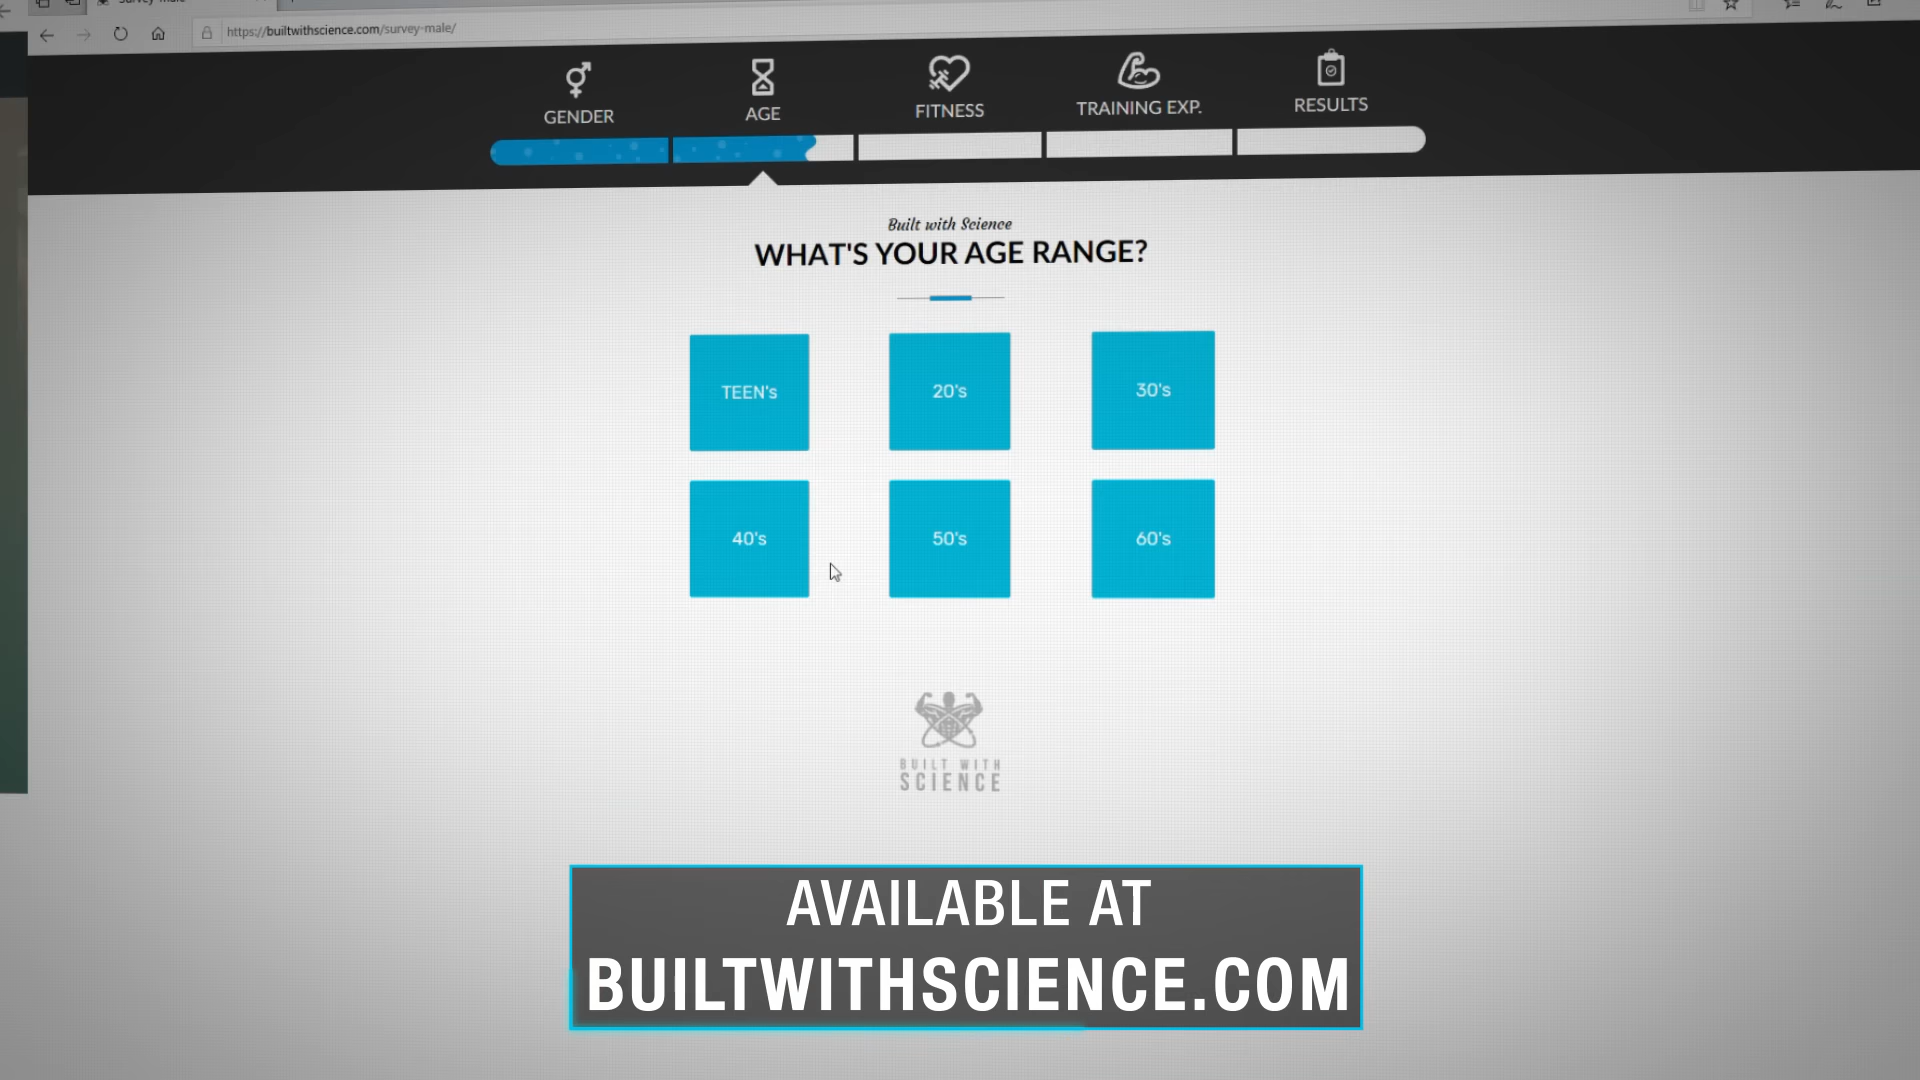 https://builtwithscience.com/survey-male/
GENDER
AGE
FITNESS
TRAINING EXP.
RESULTS
Built with Science
WHAT'S YOUR AGE RANGE?
TEEN's
20's
30's
40's
50's
60's
BUILT WITH
SCIENCE
AVAILABLE AT
BUILTWITHSCIENCE.COM